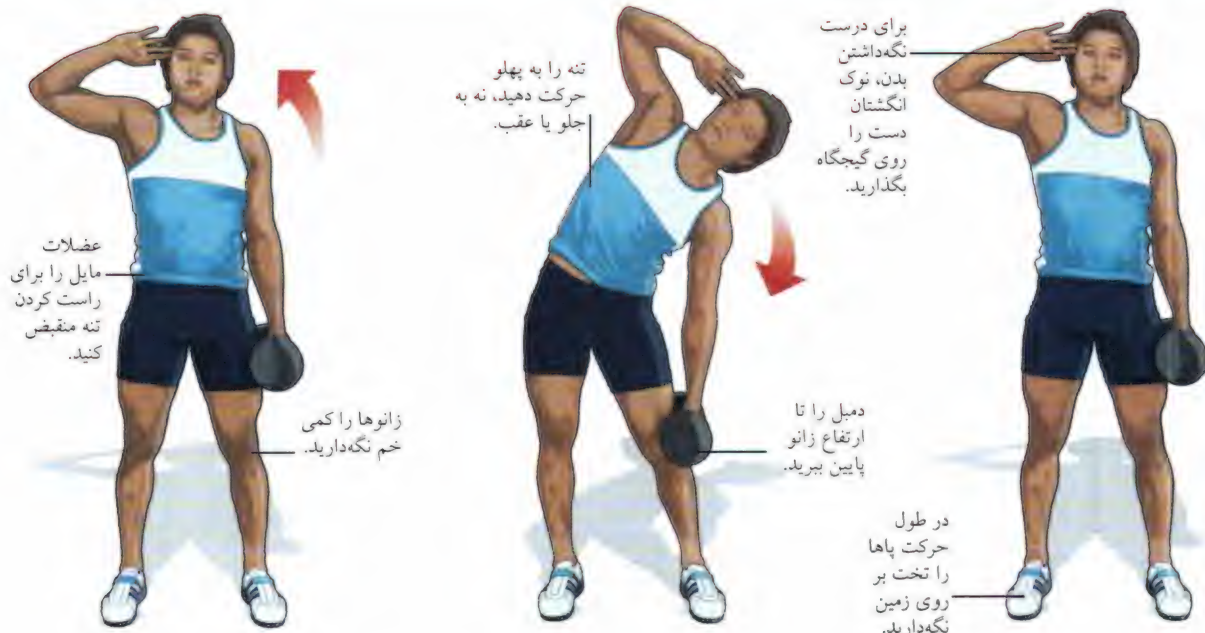 برای درست
نگه‌داشتن
بدن، نوک
انگشتان
دست را
روی گیجگاه
بگذارید.
در طول
حرکت پاها
را تخت بر
روی زمین
نگه‌دارید.
تنه را به پهلو
حرکت دهید، نه به
جلو یا عقب.
دمبل را تا
ارتفاع زانو
پایین ببرید.
عضلات
مایل را برای
راست کردن
تنه منقبض
کنید.
زانوها را کمی
خم نگه‌دارید.